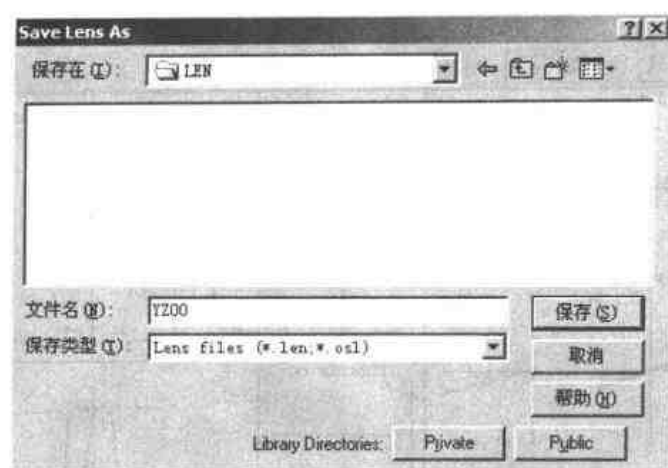 Save Lens As
保存在(I): LEN
文件名(N): YZOO
保存(S)
保存类型(T): Lens files (*.len;*.osl)
取消
帮助(H)
Library Directories: Private Public